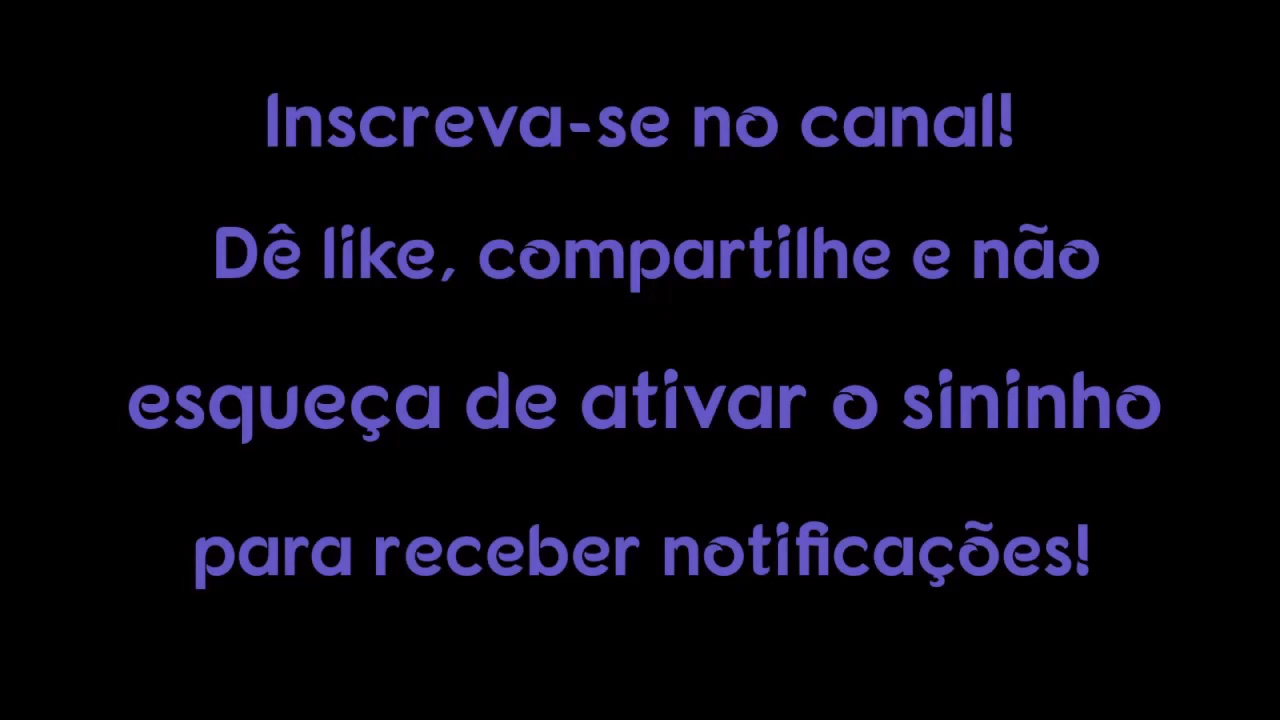 Inscreva-se no canal!
Dê like, compartilhe e não
esqueça de ativar o sininho
para receber notificações!